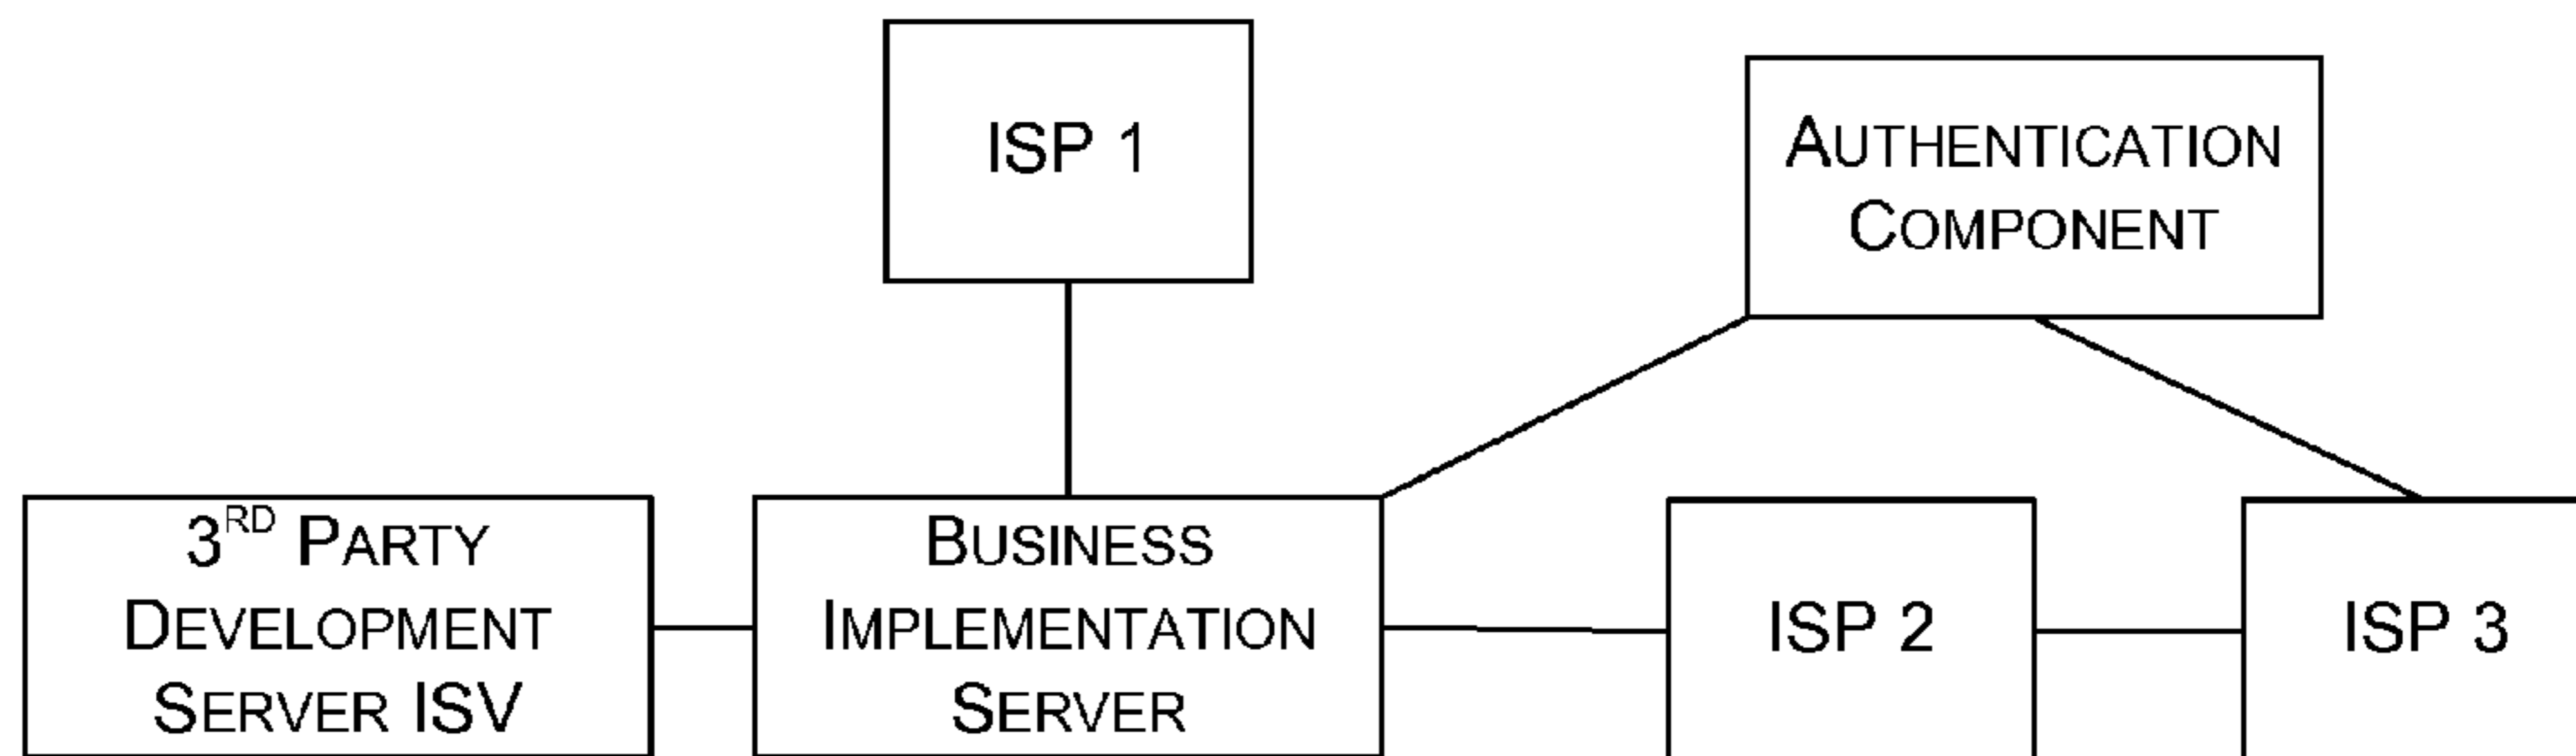 ISP 1
AUTHENTICATION
COMPONENT
3RD PARTY
DEVELOPMENT
SERVER ISV
BUSINESS
IMPLEMENTATION
SERVER
ISP 2
ISP 3